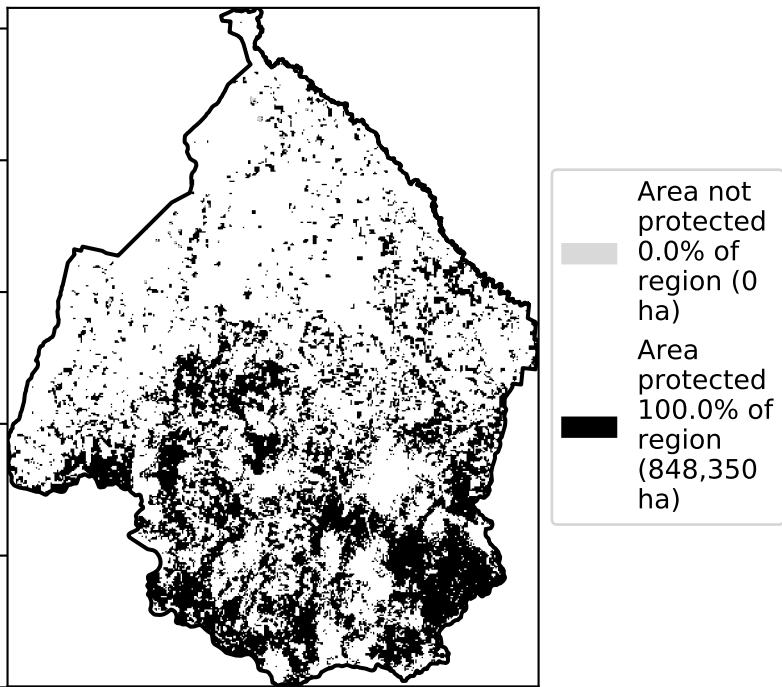 Area not
protected
0.0% of
region (0
ha)
Area
protected
100.0% of
region
(848,350
ha)